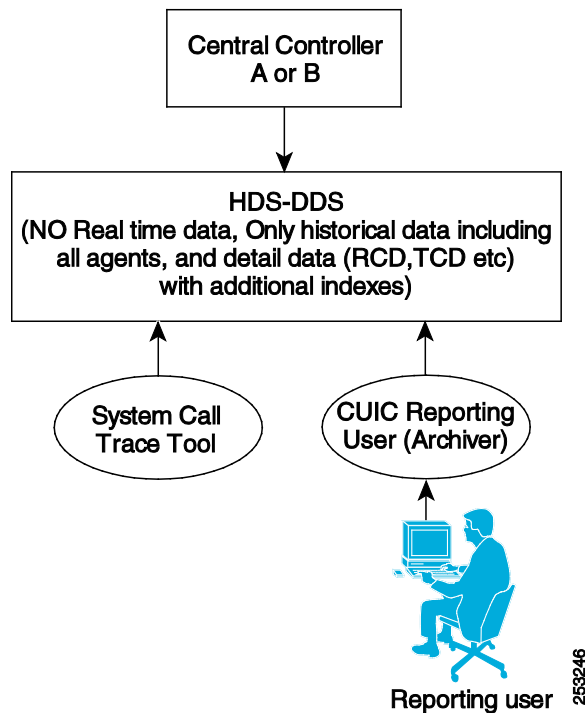 Central Controller
A or B
HDS-DDS
(NO Real time data, Only historical data including
all agents, and detail data (RCD,TCD etc)
with additional indexes)
System Call
Trace Tool
CUIC Reporting
User (Archiver)
Reporting user
253246